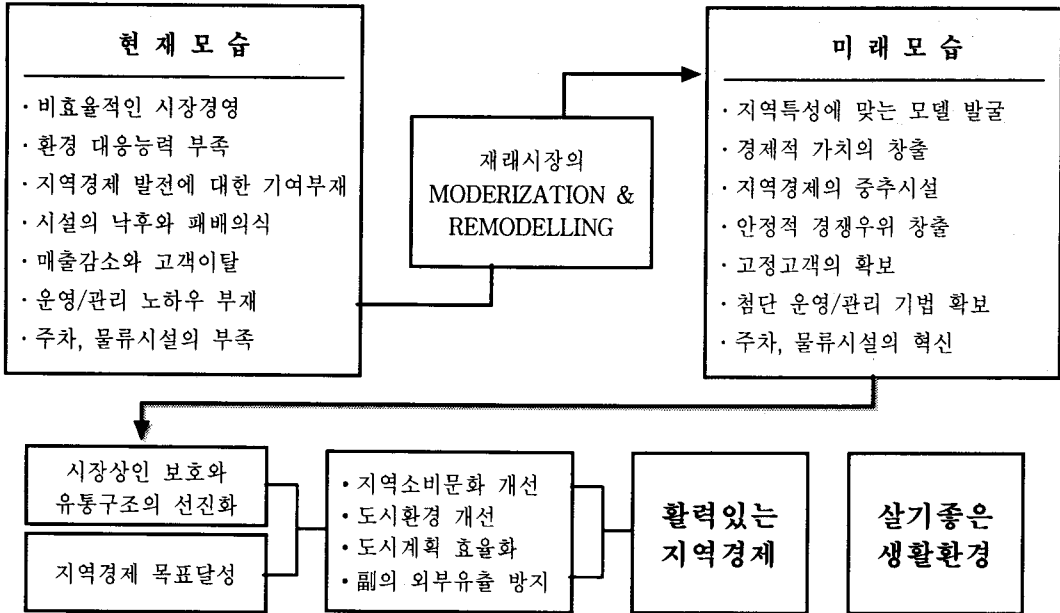 현 재 모 습
· 비효율적인 시장경영
· 환경 대응능력 부족
· 지역경제 발전에 대한 기여부재
· 시설의 낙후와 패배의식
· 매출감소와 고객이탈
· 운영/관리 노하우 부재
· 주차, 물류시설의 부족
재래시장의
MODERIZATION &
REMODELLING
미 래 모 습
· 지역특성에 맞는 모델 발굴
· 경제적 가치의 창출
· 지역경제의 중추시설
· 안정적 경쟁우위 창출
· 고정고객의 확보
· 첨단 운영/관리 기법 확보
· 주차, 물류시설의 혁신
시장상인 보호와
유통구조의 선진화
지역경제 목표달성
· 지역소비문화 개선
· 도시환경 개선
· 도시계획 효율화
· 副의 외부유출 방지
활력있는
지역경제
살기좋은
생활환경